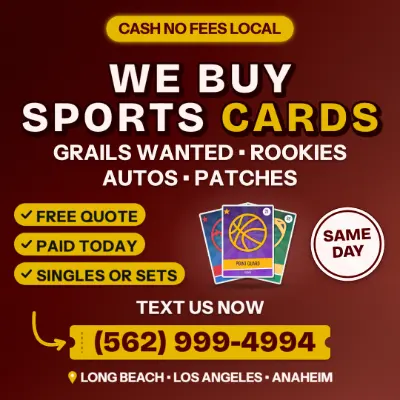 CASH NO FEES LOCAL
WE BUY
SPORTS CARDS
GRAILS WANTED ▪ ROOKIES
AUTOS ▪ PATCHES
✓ FREE QUOTE
✓ PAID TODAY
✓ SINGLES OR SETS
SAME
DAY
TEXT US NOW
(562) 999-4994
LONG BEACH ▪ LOS ANGELES ▪ ANAHEIM